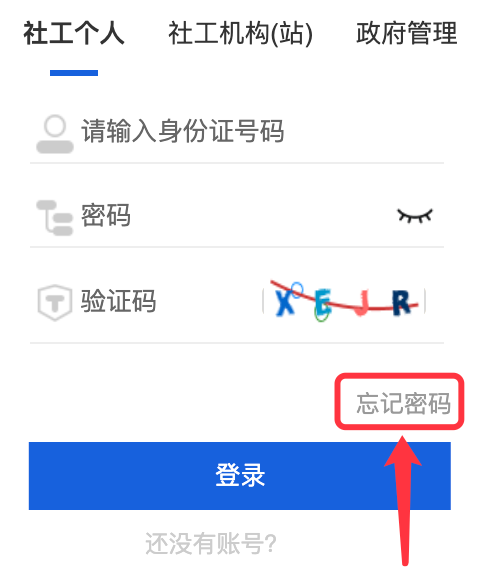 社工个人 社工机构(站) 政府管理
请输入身份证号码
密码
验证码 XEJR
忘记密码
登录
还没有账号?